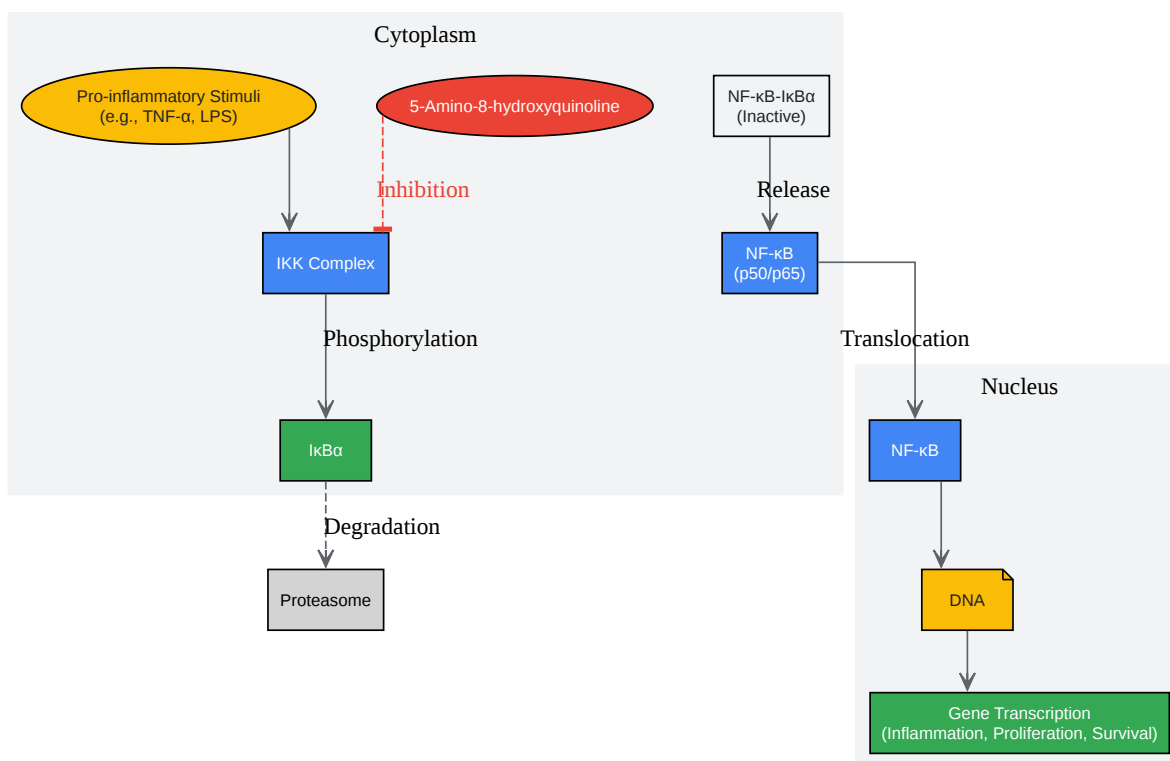 Cytoplasm
Pro-inflammatory Stimuli
(e.g., TNF-α, LPS)
5-Amino-8-hydroxyquinoline
NF-κB-IκBα
(Inactive)
Inhibition
Release
IKK Complex
NF-κB
(p50/p65)
Phosphorylation
Translocation
Nucleus
IκBα
NF-κB
Degradation
Proteasome
DNA
Gene Transcription
(Inflammation, Proliferation, Survival)